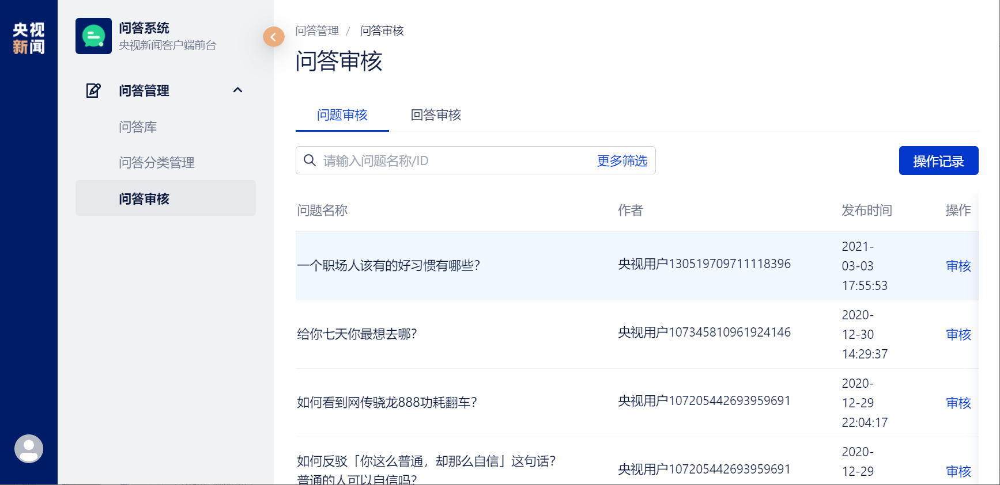 央视
新闻
问答系统
央视新闻客户端前台
问答管理
问答库
问答分类管理
问答审核
问答管理 / 问答审核
问答审核
问题审核 回答审核
请输入问题名称/ID 更多筛选 操作记录
问题名称 作者 发布时间 操作
一个职场人该有的好习惯有哪些? 央视用户130519709711118396 2021-
03-03
17:55:53 审核
给你七天你最想去哪? 央视用户107345810961924146 2020-
12-30
14:29:37 审核
如何看到网传骁龙888功耗翻车? 央视用户107205442693959691 2020-
12-29
22:04:17 审核
如何反驳「你这么普通，却那么自信」这句话?
普通的人可以自信吗?
央视用户107205442693959691 2020-
12-29 审核